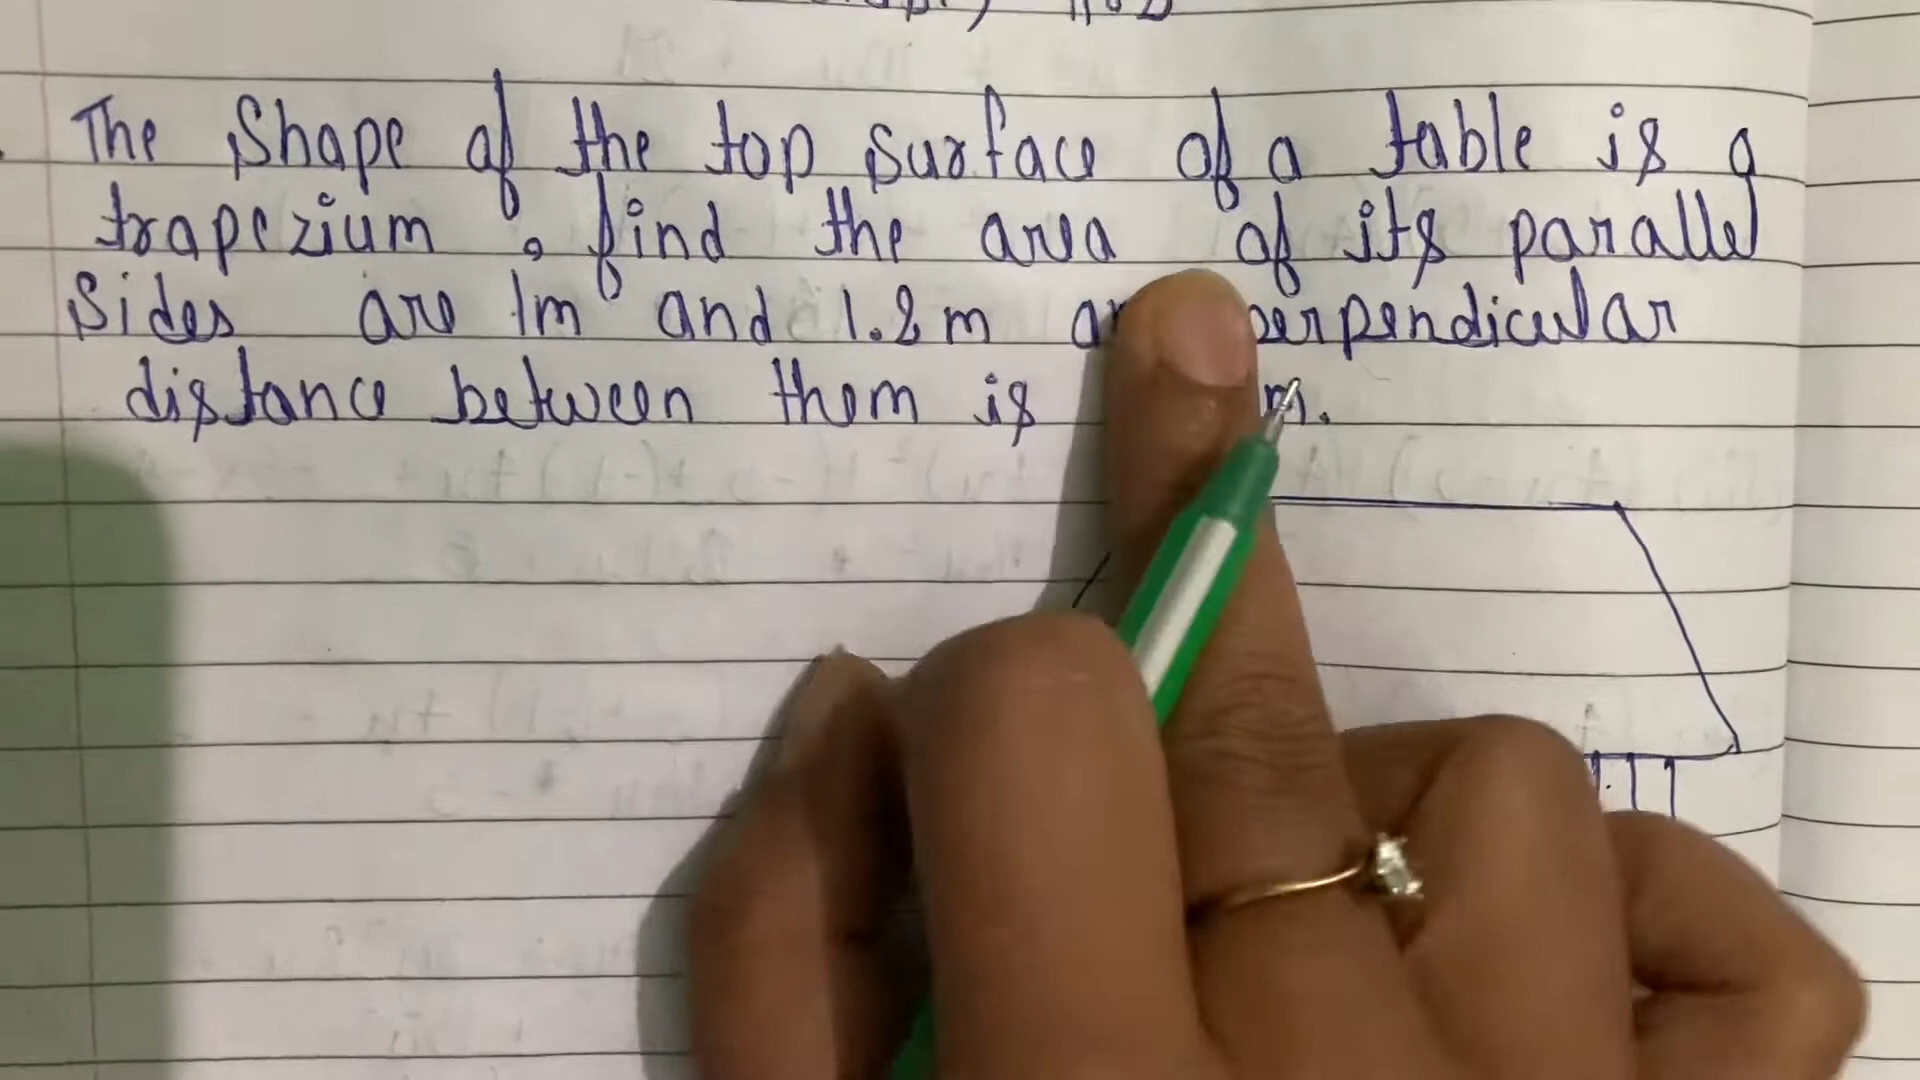 The Shape of the top surface of a table is a
trapezium. find the area of its parallel
Sides are 1m and 1.2m perpendicular
distance between them is m.